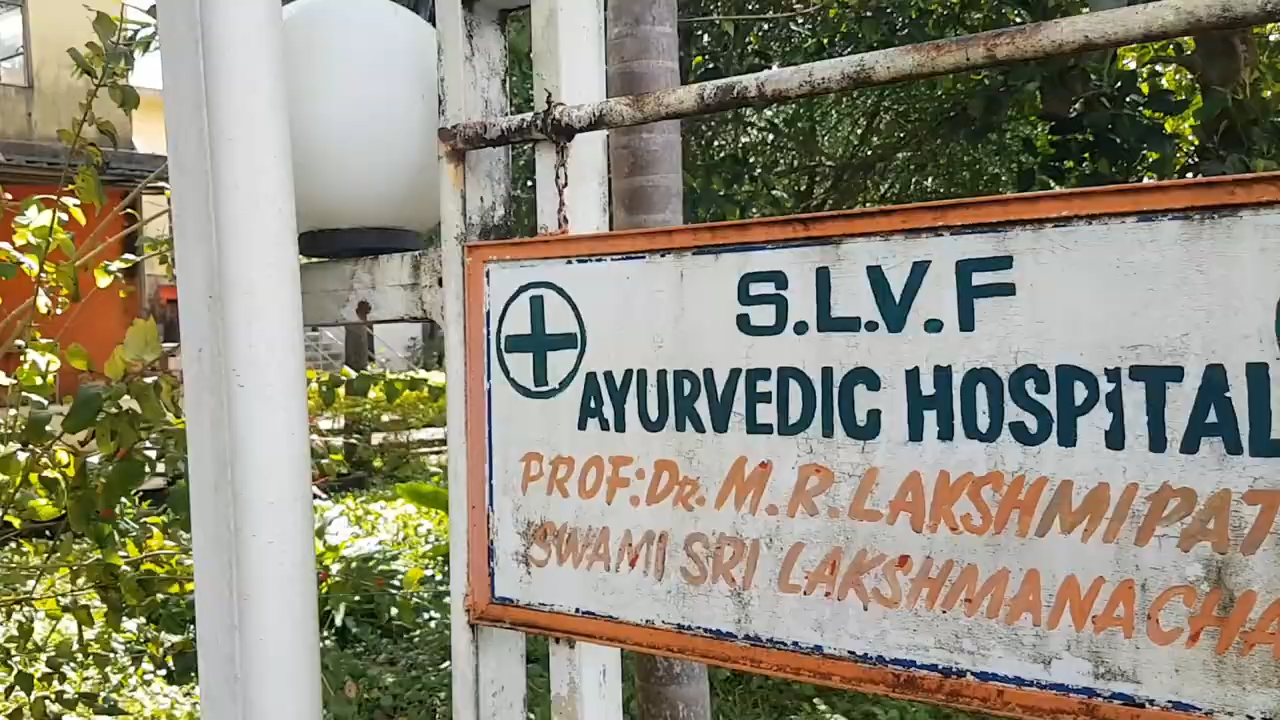 S.L.V.F
AYURVEDIC HOSPITAL
PROF:DR. M.R. LAKSHMIPAT
SWAMI SRI LAKSHMANACHA